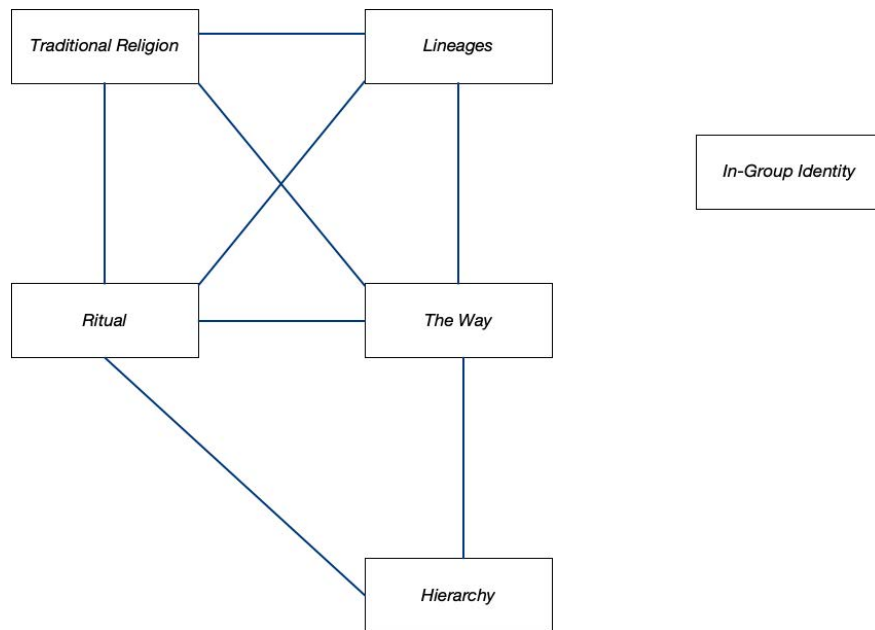 Traditional Religion
Lineages
In-Group Identity
Ritual
The Way
Hierarchy